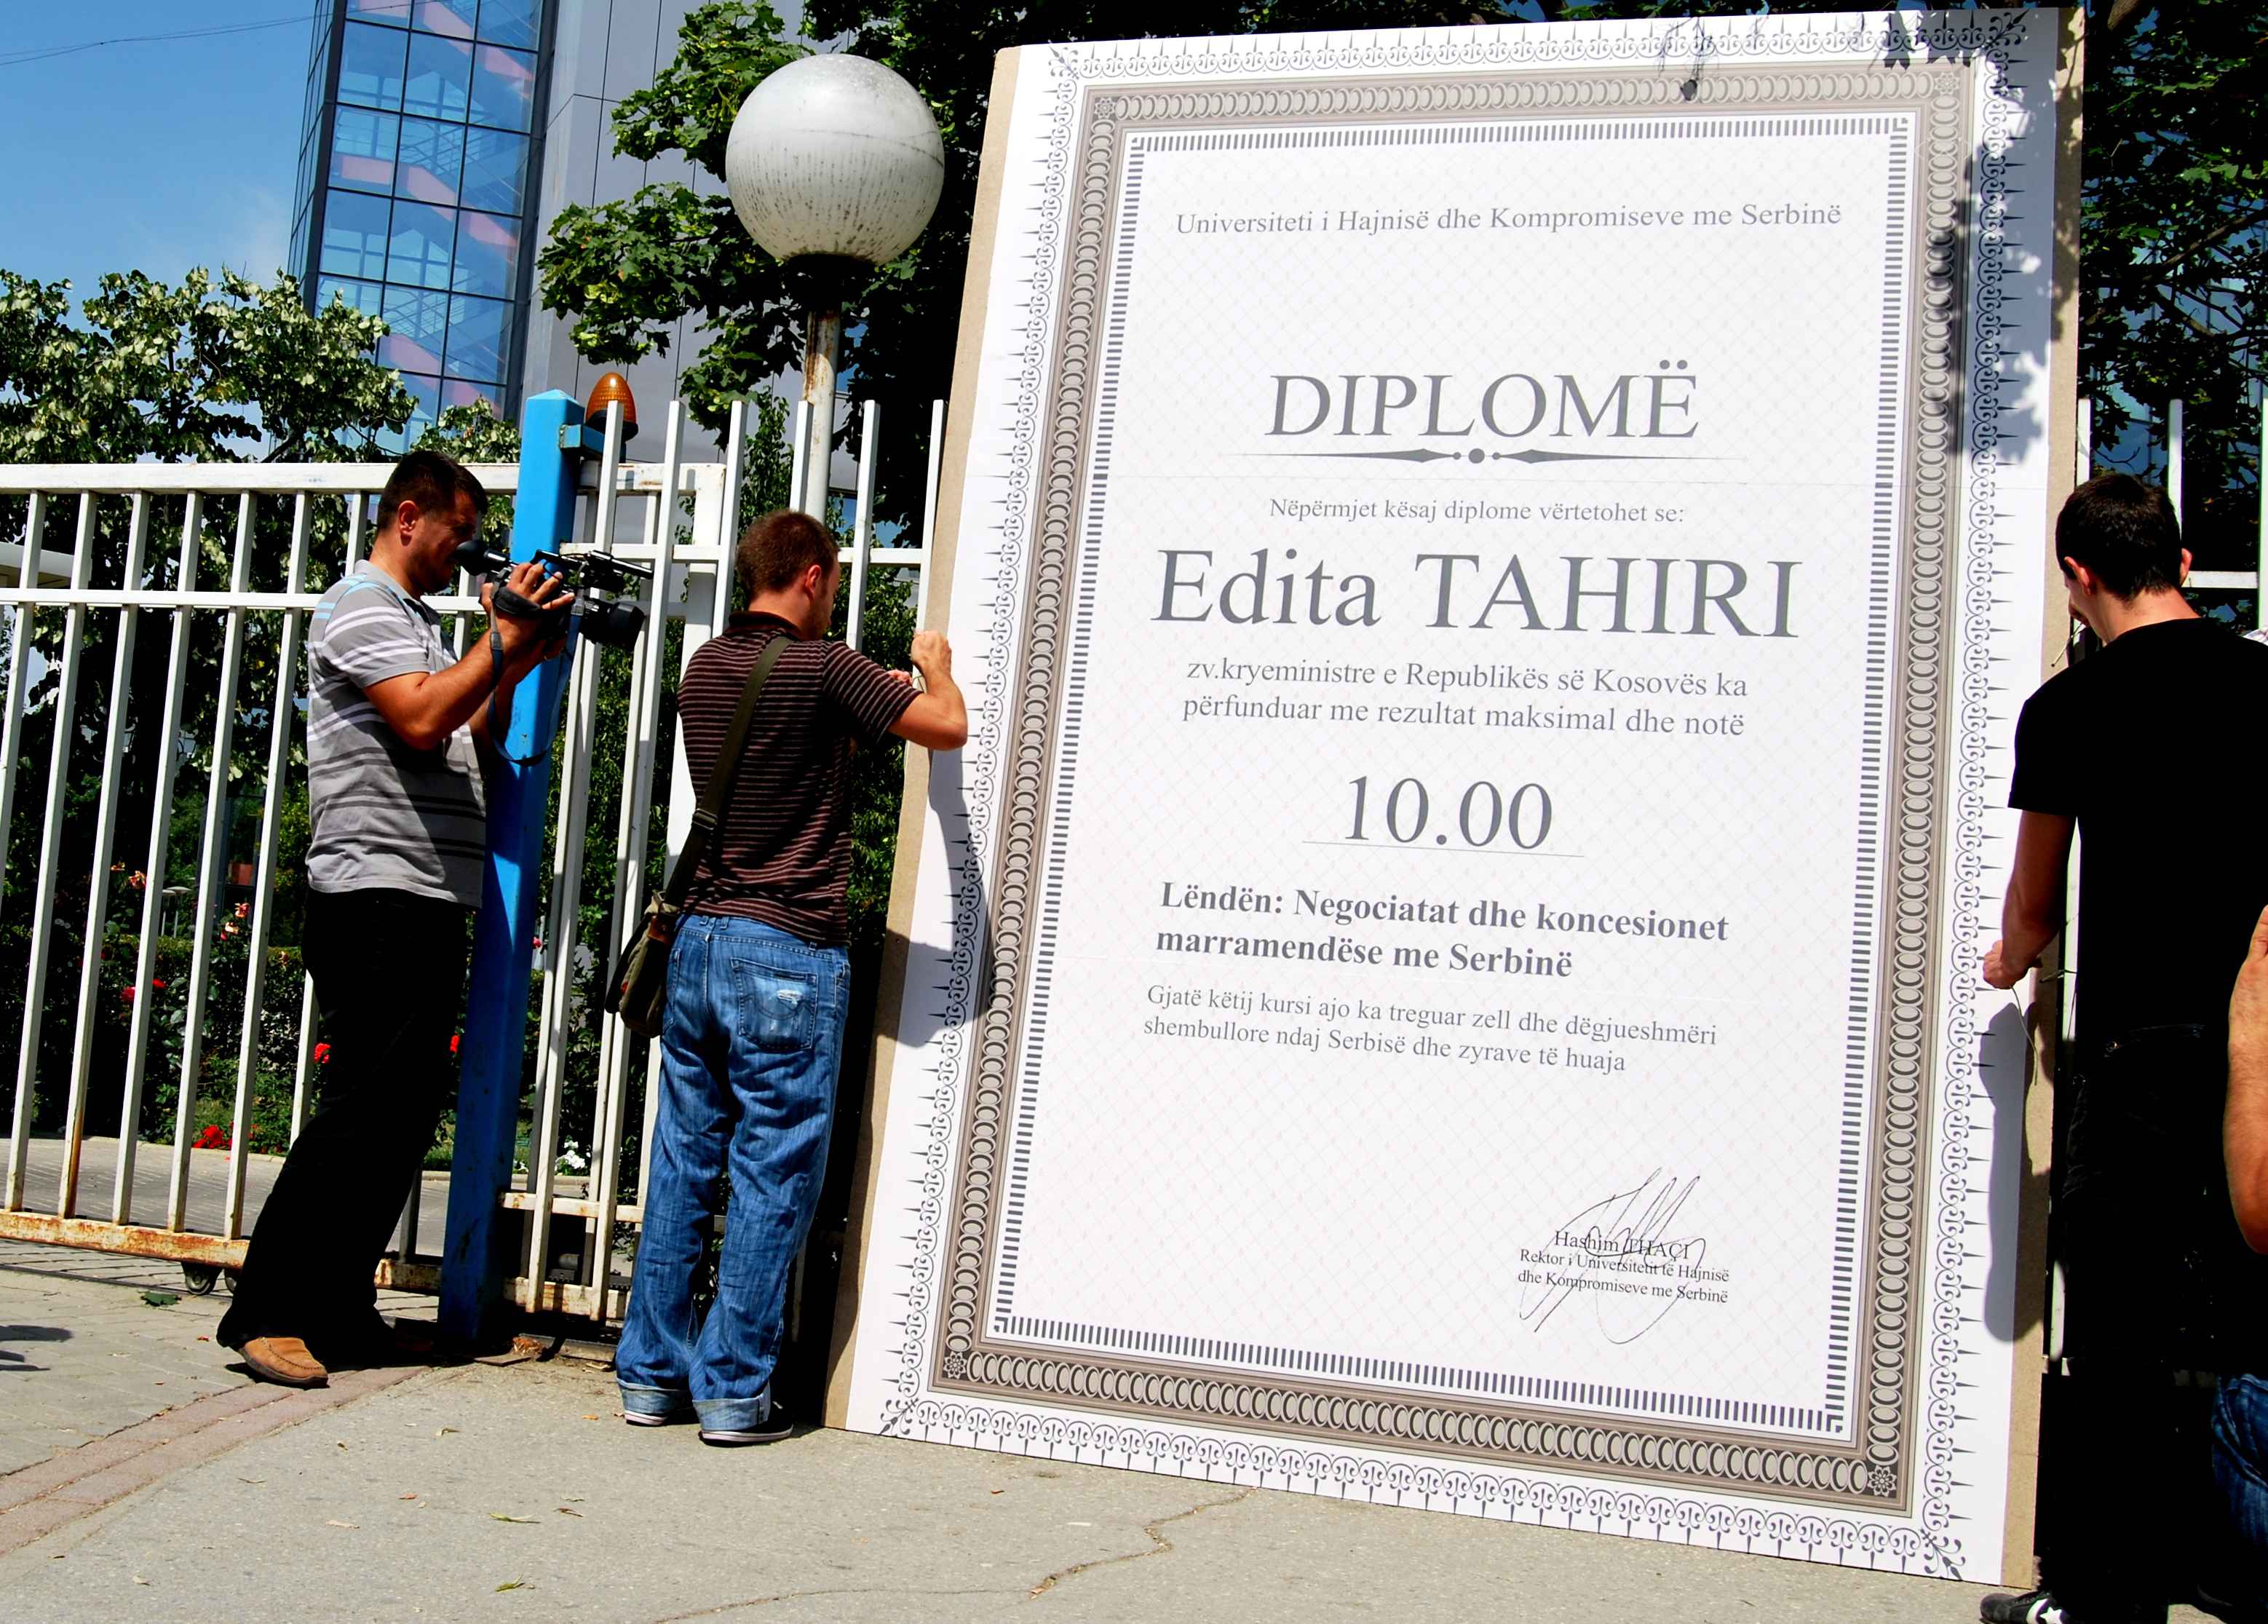 Universiteti i Hajnisë dhe Kompromiseve me Serbinë
DIPLOMË
Nëpërmjet kësaj diplome vërtetohet se:
Edita TAHIRI
zv.kryeministre e Republikës së Kosovës ka
përfunduar me rezultat maksimal dhe notë
10.00
Lëndën: Negociatat dhe koncesionet
marramendëse me Serbinë
Gjatë këtij kursi ajo ka treguar zell dhe dëgjueshmëri
shembullore ndaj Serbisë dhe zyrave të huaja
Hashim THAÇI
Rektor i Universitetit të Hajnisë
dhe Kompromiseve me Serbinë